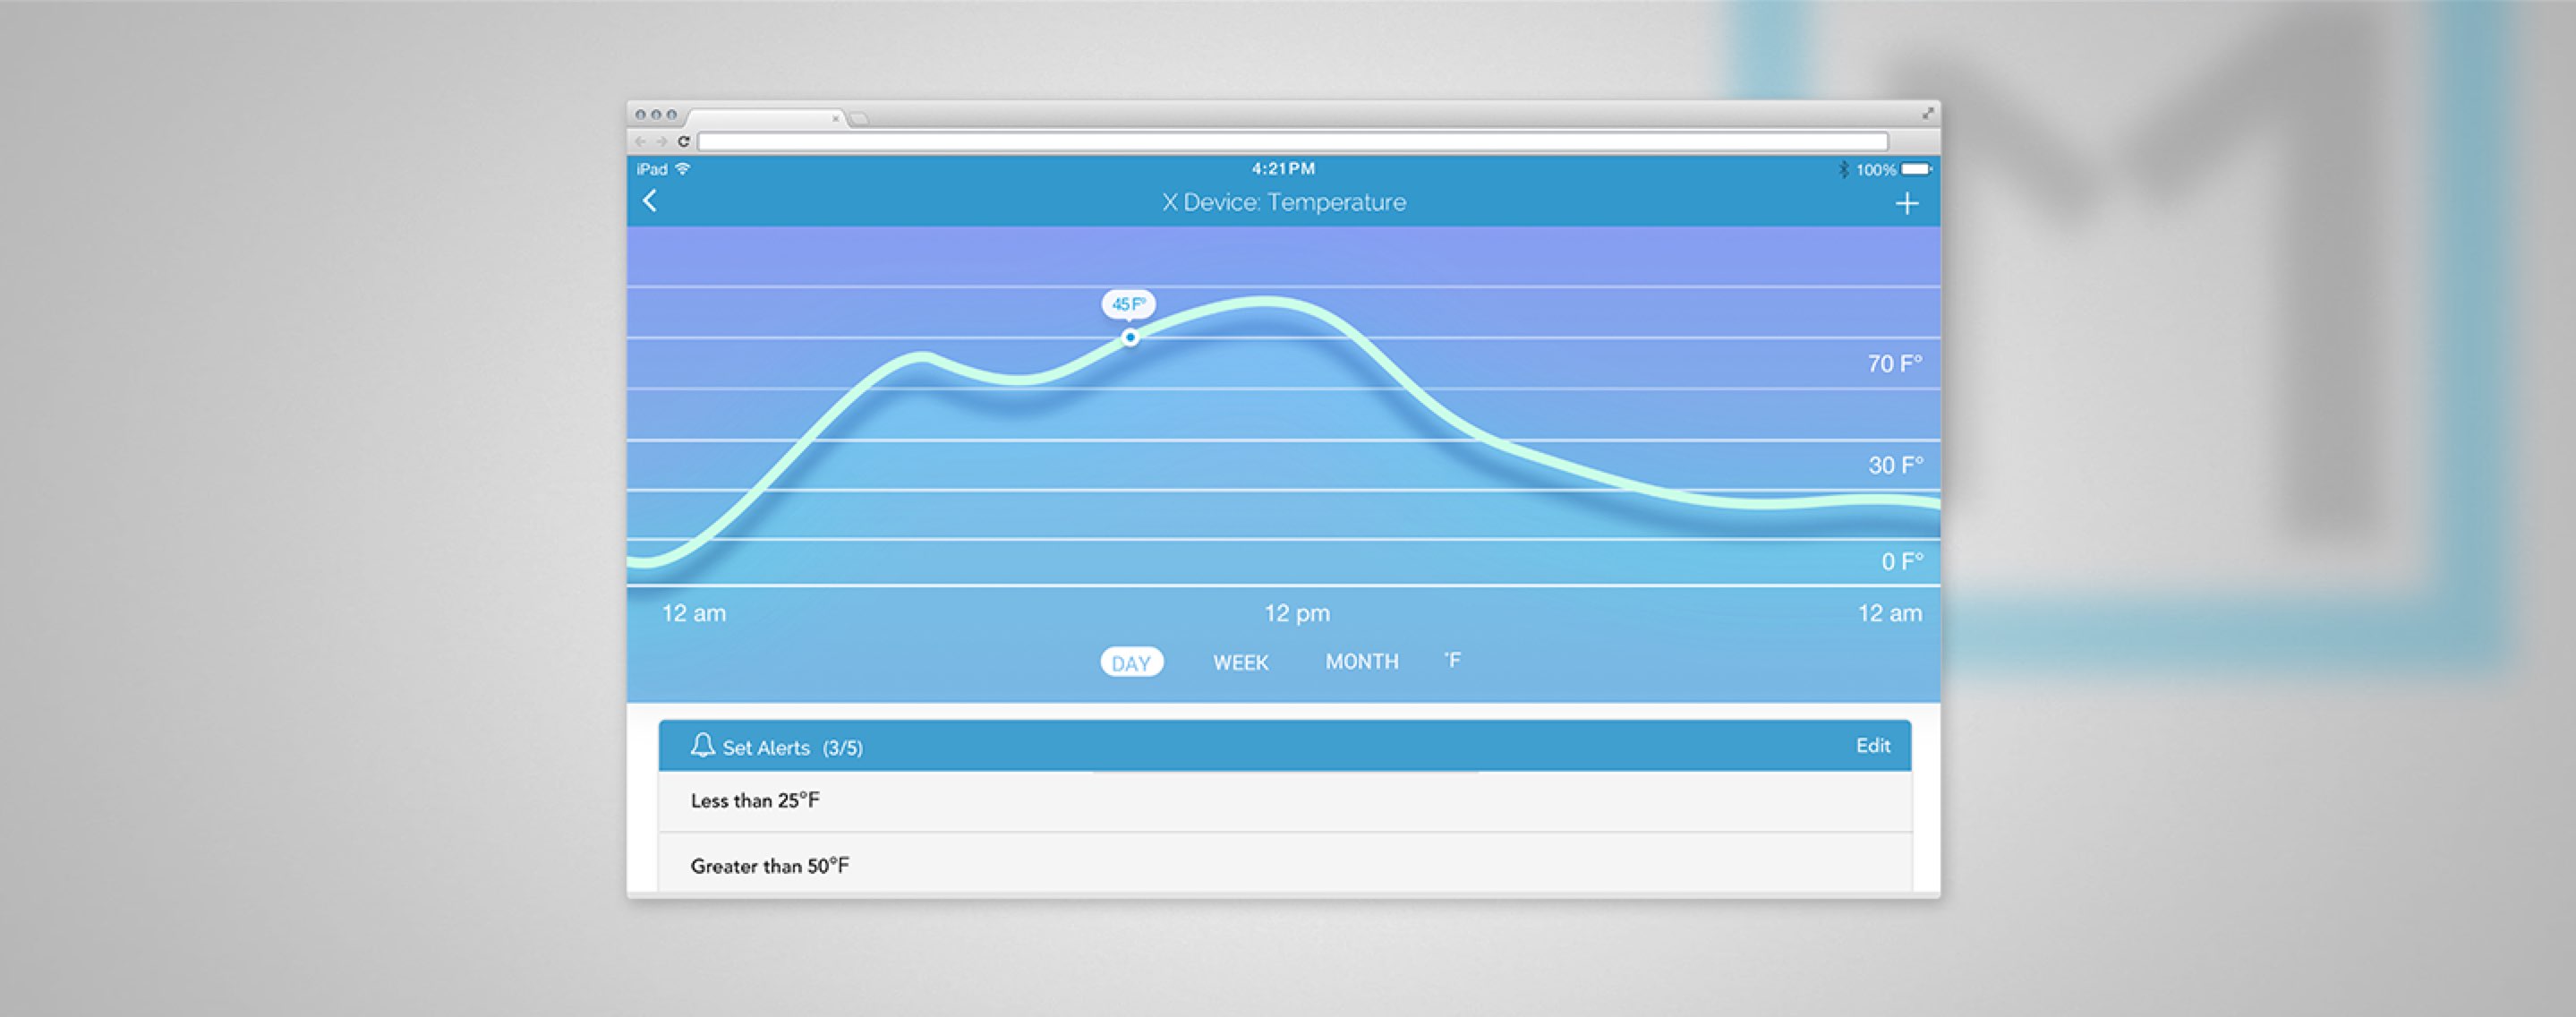 iPad 4:21PM 100%
X Device: Temperature
45F°
70 F°
30 F°
0 F°
12 am 12 pm 12 am
DAY WEEK MONTH °F
Set Alerts (3/5) Edit
Less than 25°F
Greater than 50°F